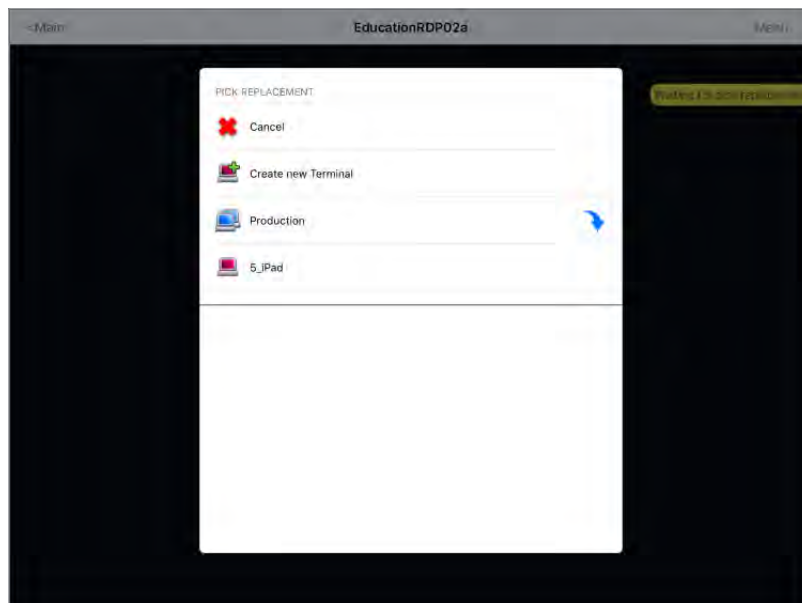 <Main
EducationRDP02a
Menu
PICK REPLACEMENT
Cancel
Create new Terminal
Production
5_iPad